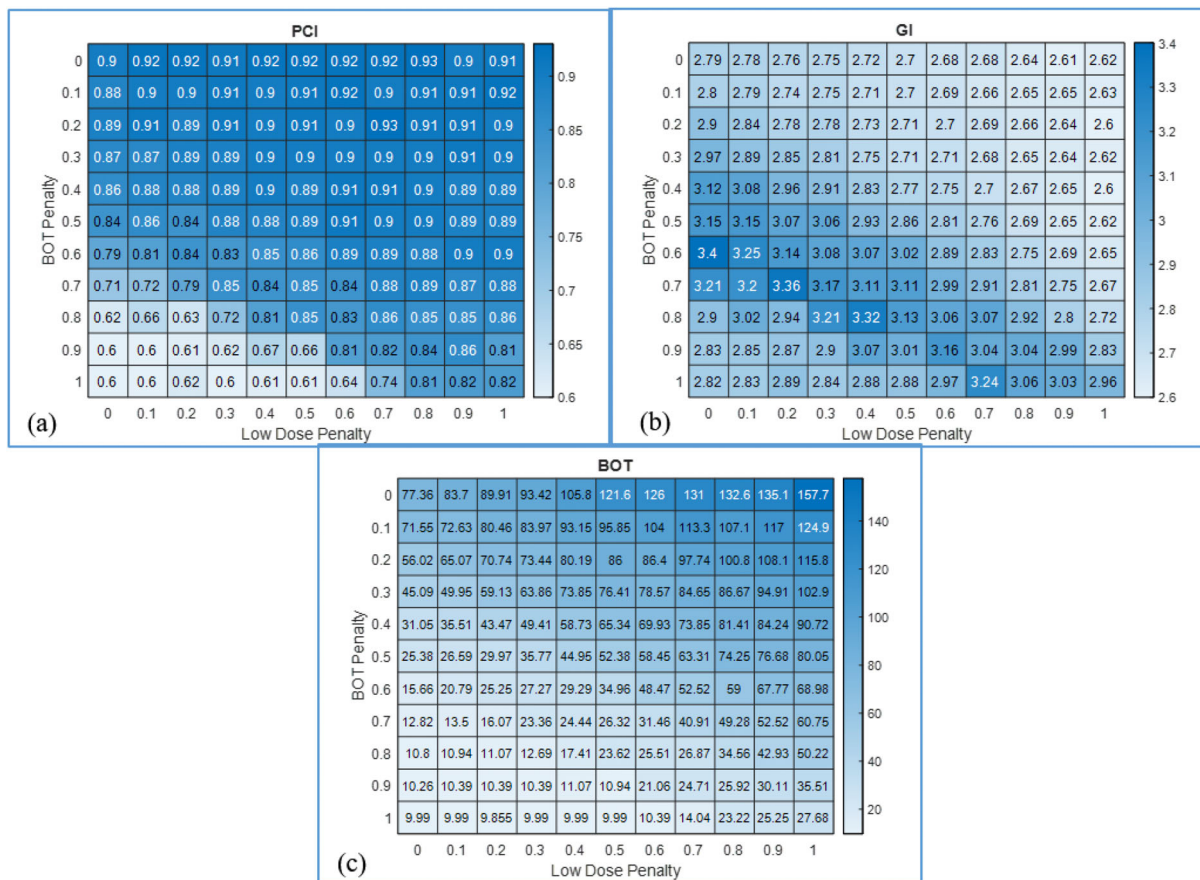 PCI
0 0.9 0.92 0.92 0.91 0.92 0.92 0.92 0.92 0.93 0.9 0.91
0.1 0.88 0.9 0.9 0.91 0.9 0.91 0.92 0.9 0.91 0.91 0.92
0.2 0.89 0.91 0.89 0.91 0.9 0.91 0.9 0.93 0.91 0.91 0.9
0.3 0.87 0.87 0.89 0.89 0.9 0.9 0.9 0.9 0.9 0.91 0.9
0.4 0.86 0.88 0.88 0.89 0.9 0.89 0.91 0.91 0.9 0.89 0.89
0.5 0.84 0.86 0.84 0.88 0.88 0.89 0.91 0.9 0.9 0.89 0.89
0.6 0.79 0.81 0.84 0.83 0.85 0.86 0.89 0.89 0.88 0.9 0.9
0.7 0.71 0.72 0.79 0.85 0.84 0.85 0.84 0.88 0.89 0.87 0.88
0.8 0.62 0.66 0.63 0.72 0.81 0.85 0.83 0.86 0.85 0.85 0.86
0.9 0.6 0.6 0.61 0.62 0.67 0.66 0.81 0.82 0.84 0.86 0.81
1 0.6 0.6 0.62 0.6 0.61 0.61 0.64 0.74 0.81 0.82 0.82
0 0.1 0.2 0.3 0.4 0.5 0.6 0.7 0.8 0.9 1
BOT Penalty
Low Dose Penalty
0.9
0.85
0.8
0.75
0.7
0.65
0.6
(a)
GI
2.79 2.78 2.76 2.75 2.72 2.7 2.68 2.68 2.64 2.61 2.62
0
0.1 2.8 2.79 2.74 2.75 2.71 2.7 2.69 2.66 2.65 2.65 2.63
0.2 2.9 2.84 2.78 2.78 2.73 2.71 2.7 2.69 2.66 2.64 2.6
0.3 2.97 2.89 2.85 2.81 2.75 2.71 2.71 2.68 2.65 2.64 2.62
0.4 3.12 3.08 2.96 2.91 2.83 2.77 2.75 2.7 2.67 2.65 2.6
0.5 3.15 3.15 3.07 3.06 2.93 2.86 2.81 2.76 2.69 2.65 2.62
0.6 3.4 3.25 3.14 3.08 3.07 3.02 2.89 2.83 2.75 2.69 2.65
0.7 3.21 3.2 3.36 3.17 3.11 3.11 2.99 2.91 2.81 2.75 2.67
0.8 2.9 3.02 2.94 3.21 3.32 3.13 3.06 3.07 2.92 2.8 2.72
0.9 2.83 2.85 2.87 2.9 3.07 3.01 3.16 3.04 3.04 2.99 2.83
1 2.82 2.83 2.89 2.84 2.88 2.88 2.97 3.24 3.06 3.03 2.96
0 0.1 0.2 0.3 0.4 0.5 0.6 0.7 0.8 0.9 1
BOT Penalty
Low Dose Penalty
3.4
3.3
3.2
3.1
3
2.9
2.8
2.7
2.6
(b)
BOT
0 77.36 83.7 89.91 93.42 105.8 121.6 126 131 132.6 135.1 157.7
0.1 71.55 72.63 80.46 83.97 93.15 95.85 104 113.3 107.1 117 124.9
0.2 56.02 65.07 70.74 73.44 80.19 86 86.4 97.74 100.8 108.1 115.8
0.3 45.09 49.95 59.13 63.86 73.85 76.41 78.57 84.65 86.67 94.91 102.9
0.4 31.05 35.51 43.47 49.41 58.73 65.34 69.93 73.85 81.41 84.24 90.72
0.5 25.38 26.59 29.97 35.77 44.95 52.38 58.45 63.31 74.25 76.68 80.05
0.6 15.66 20.79 25.25 27.27 29.29 34.96 48.47 52.52 59 67.77 68.98
0.7 12.82 13.5 16.07 23.36 24.44 26.32 31.46 40.91 49.28 52.52 60.75
0.8 10.8 10.94 11.07 12.69 17.41 23.62 25.51 26.87 34.56 42.93 50.22
0.9 10.26 10.39 10.39 10.39 11.07 10.94 21.06 24.71 25.92 30.11 35.51
1 9.99 9.99 9.855 9.99 9.99 9.99 10.39 14.04 23.22 25.25 27.68
0 0.1 0.2 0.3 0.4 0.5 0.6 0.7 0.8 0.9 1
BOT Penalty
Low Dose Penalty
140
120
100
80
60
40
20
(c)